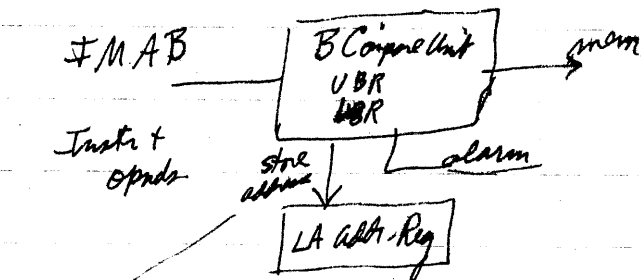 IMAB
B Compare Unit
UBR
LBR
mem
Instr +
opnds
store
address
alarm
LA addr-Reg